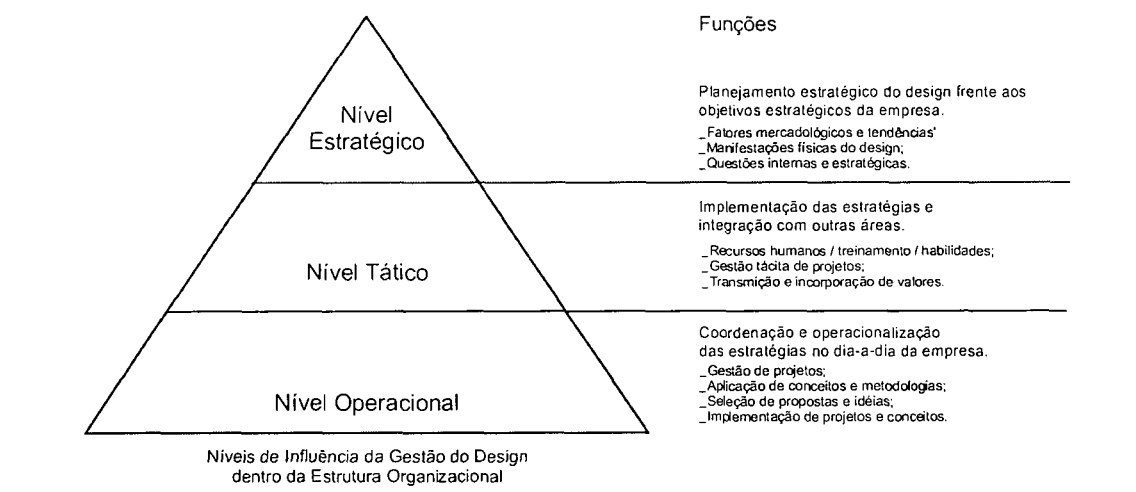 Funções
Nível
Estratégico
Planejamento estratégico do design frente aos
objetivos estratégicos da empresa.
_Fatores mercadológicos e tendências'
_Manifestações físicas do design;
_Questões internas e estratégicas.
Nível Tático
Implementação das estratégias e
integração com outras áreas.
_Recursos humanos / treinamento / habilidades;
_Gestão tácita de projetos;
_Transmição e incorporação de valores.
Nível Operacional
Coordenação e operacionalização
das estratégias no dia-a-dia da empresa.
_Gestão de projetos;
_Aplicação de conceitos e metodologias;
_Seleção de propostas e idéias;
_Implementação de projetos e conceitos.
Níveis de Influência da Gestão do Design
dentro da Estrutura Organizacional